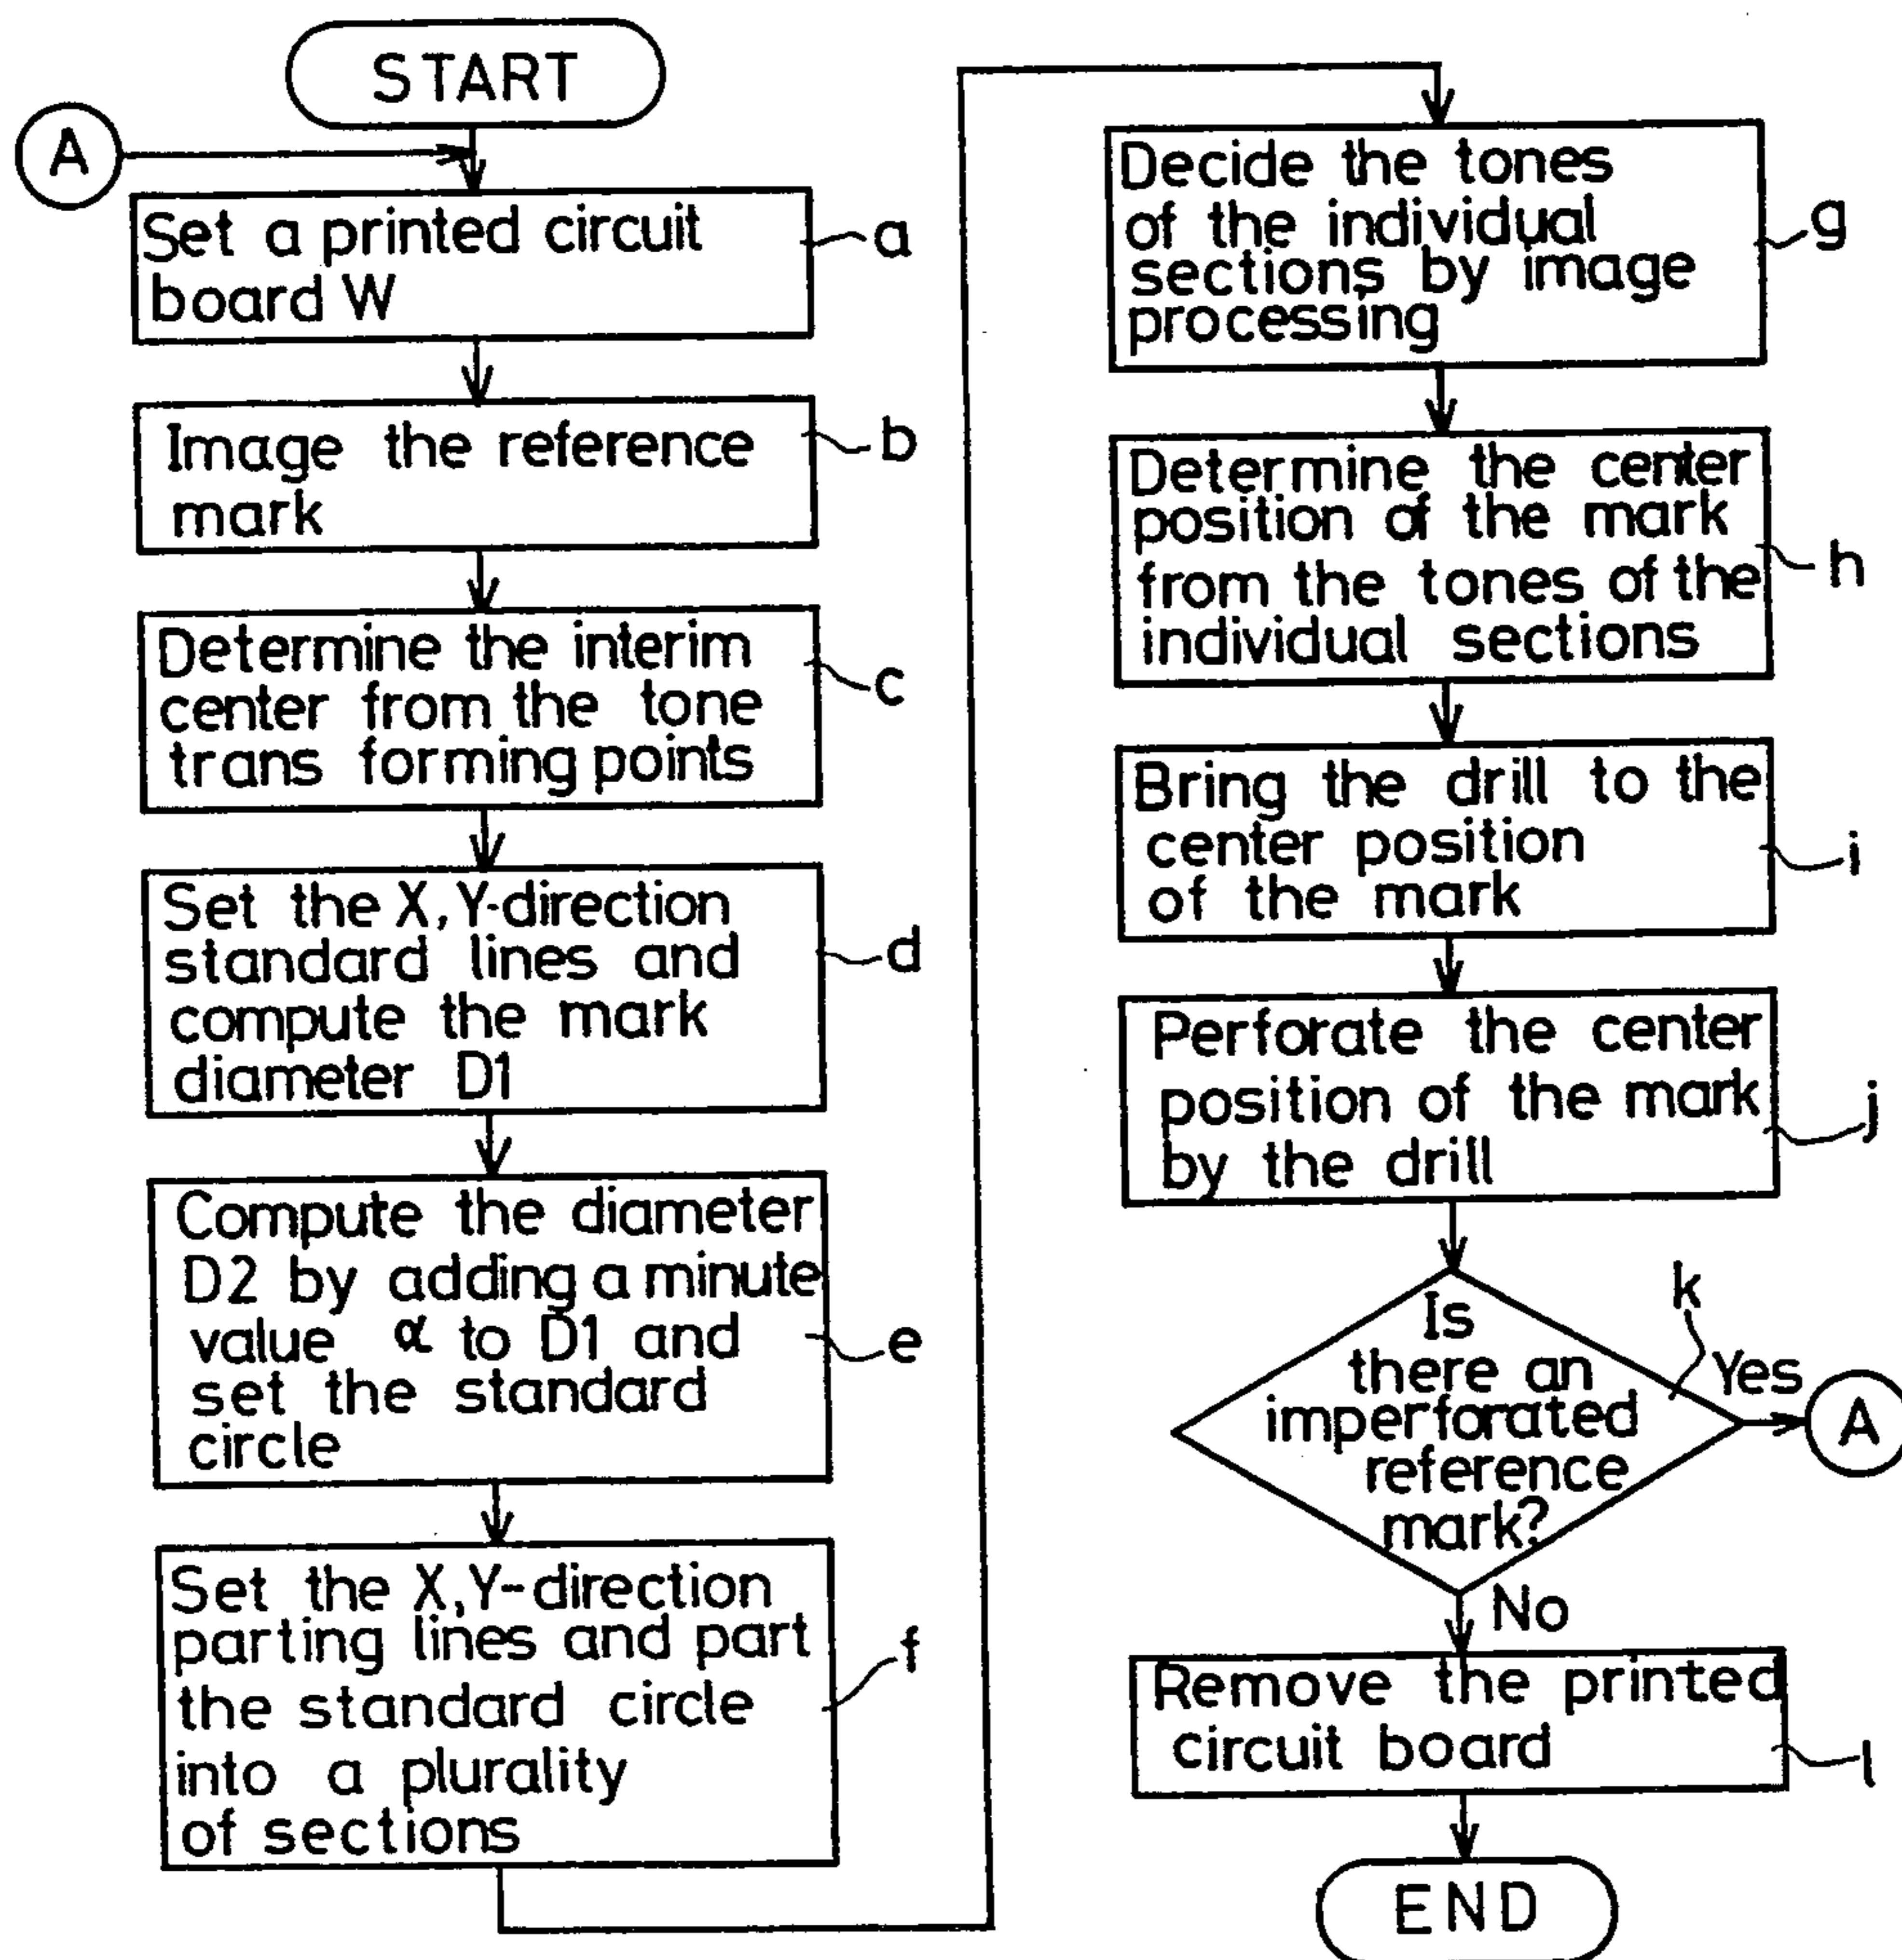 START
A
Set a printed circuit
board W
a
Image the reference
mark
b
Determine the interim
center from the tone
trans forming points
c
Set the X,Y-direction
standard lines and
compute the mark
diameter D1
d
Compute the diameter
D2 by adding a minute
value α to D1 and
set the standard
circle
e
Set the X,Y-direction
parting lines and part
the standard circle
into a plurality
of sections
f
Decide the tones
of the individual
sections by image
processing
g
Determine the center
position of the mark
from the tones of the
individual sections
h
Bring the drill to the
center position
of the mark
i
Perforate the center
position of the mark
by the drill
j
Is
there an
imperforated
reference
mark?
k
Yes
A
No
Remove the printed
circuit board
l
END